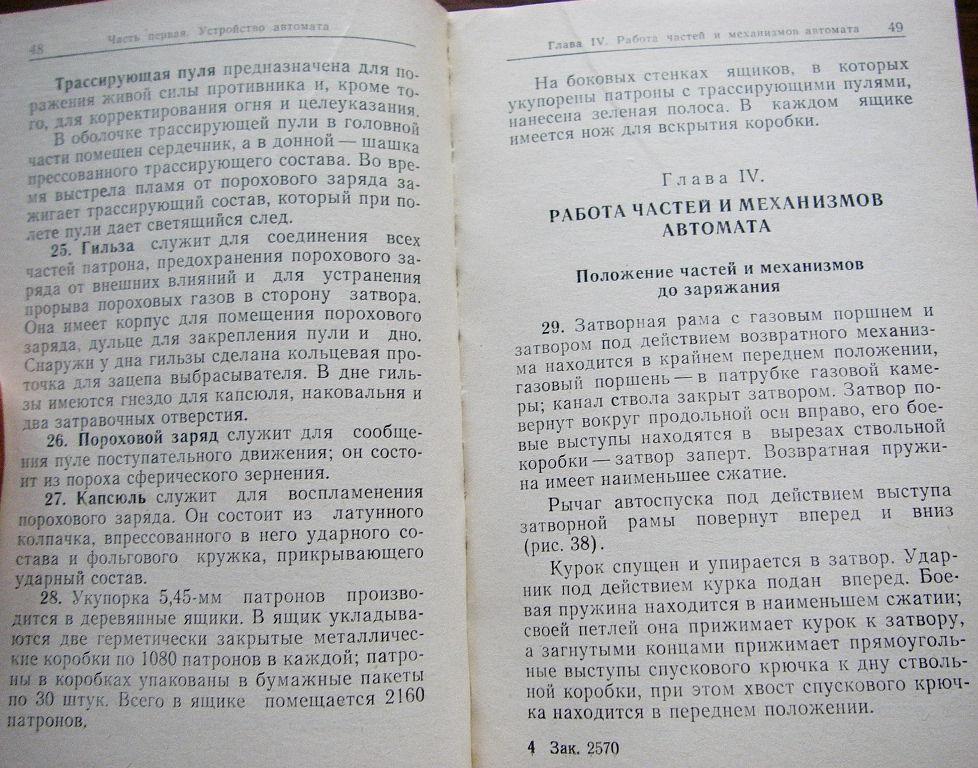 48
Часть первая. Устройство автомата
Трассирующая пуля предназначена для по-
ражения живой силы противника и, кроме то-
го, для корректирования огня и целеуказания.
В оболочке трассирующей пули в головной
части помещен сердечник, а в донной — шашка
прессованного трассирующего состава. Во вре-
мя выстрела пламя от порохового заряда за-
жигает трассирующий состав, который при по-
лете пули дает светящийся след.
25. Гильза служит для соединения всех
частей патрона, предохранения порохового за-
ряда от внешних влияний и для устранения
прорыва пороховых газов в сторону затвора.
Она имеет корпус для помещения порохового
заряда, дульце для закрепления пули и дно.
Снаружи у дна гильзы сделана кольцевая про-
точка для зацепа выбрасывателя. В дне гиль-
зы имеются гнездо для капсюля, наковальня и
два затравочных отверстия.
26. Пороховой заряд служит для сообще-
ния пуле поступательного движения; он состо-
ит из пороха сферического зернения.
27. Капсюль служит для воспламенения
порохового заряда. Он состоит из латунного
колпачка, впрессованного в него ударного со-
става и фольгового кружка, прикрывающего
ударный состав.
28. Укупорка 5,45-мм патронов произво-
дится в деревянные ящики. В ящик укладыва-
ются две герметически закрытые металличес-
кие коробки по 1080 патронов в каждой; патро-
ны в коробках упакованы в бумажные пакеты
по 30 штук. Всего в ящике помещается 2160
патронов.
Глава IV. Работа частей и механизмов автомата
49
На боковых стенках ящиков, в которых
укупорены патроны с трассирующими пулями,
нанесена зеленая полоса. В каждом ящике
имеется нож для вскрытия коробки.
Глава IV.
РАБОТА ЧАСТЕЙ И МЕХАНИЗМОВ
АВТОМАТА
Положение частей и механизмов
до заряжания
29. Затворная рама с газовым поршнем и
затвором под действием возвратного механиз-
ма находится в крайнем переднем положении,
газовый поршень — в патрубке газовой каме-
ры; канал ствола закрыт затвором. Затвор по-
вернут вокруг продольной оси вправо, его бое-
вые выступы находятся в вырезах ствольной
коробки — затвор заперт. Возвратная пружи-
на имеет наименьшее сжатие.
Рычаг автоспуска под действием выступа
затворной рамы повернут вперед и вниз
(рис. 38).
Курок спущен и упирается в затвор. Удар-
ник под действием курка подан вперед. Бое-
вая пружина находится в наименьшем сжатии;
своей петлей она прижимает курок к затвору,
а загнутыми концами прижимает прямоуголь-
ные выступы спускового крючка к дну стволь-
ной коробки, при этом хвост спускового крюч-
ка находится в переднем положении.
4 Зак. 2570